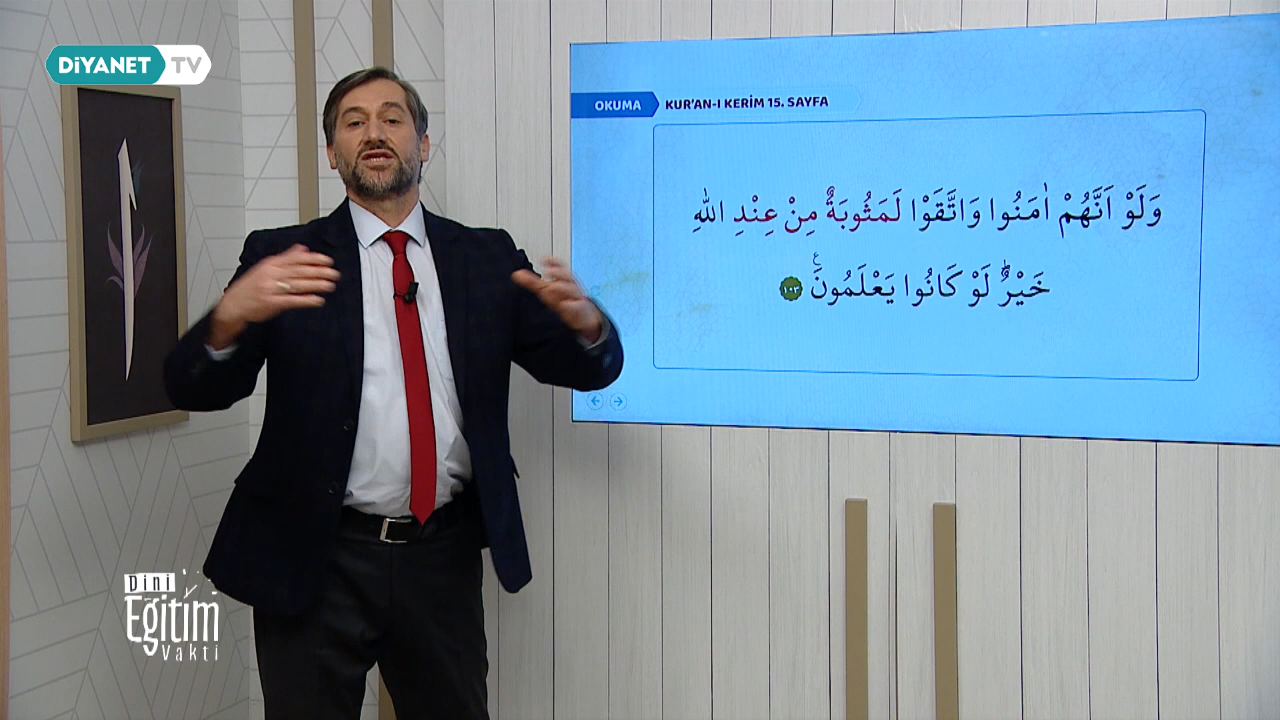 DİYANET TV
OKUMA
KUR'AN-I KERİM 15. SAYFA
وَلَوْ اَنَّهُمْ اٰمَنُوا وَاتَّقَوْا لَمَثُوبَةٌ مِنْ عِنْدِ اللّٰهِ
خَيْرٌۜ لَوْ كَانُوا يَعْلَمُونَ۟ ﴿١٠٣﴾
Dini
Eğitim
Vakti